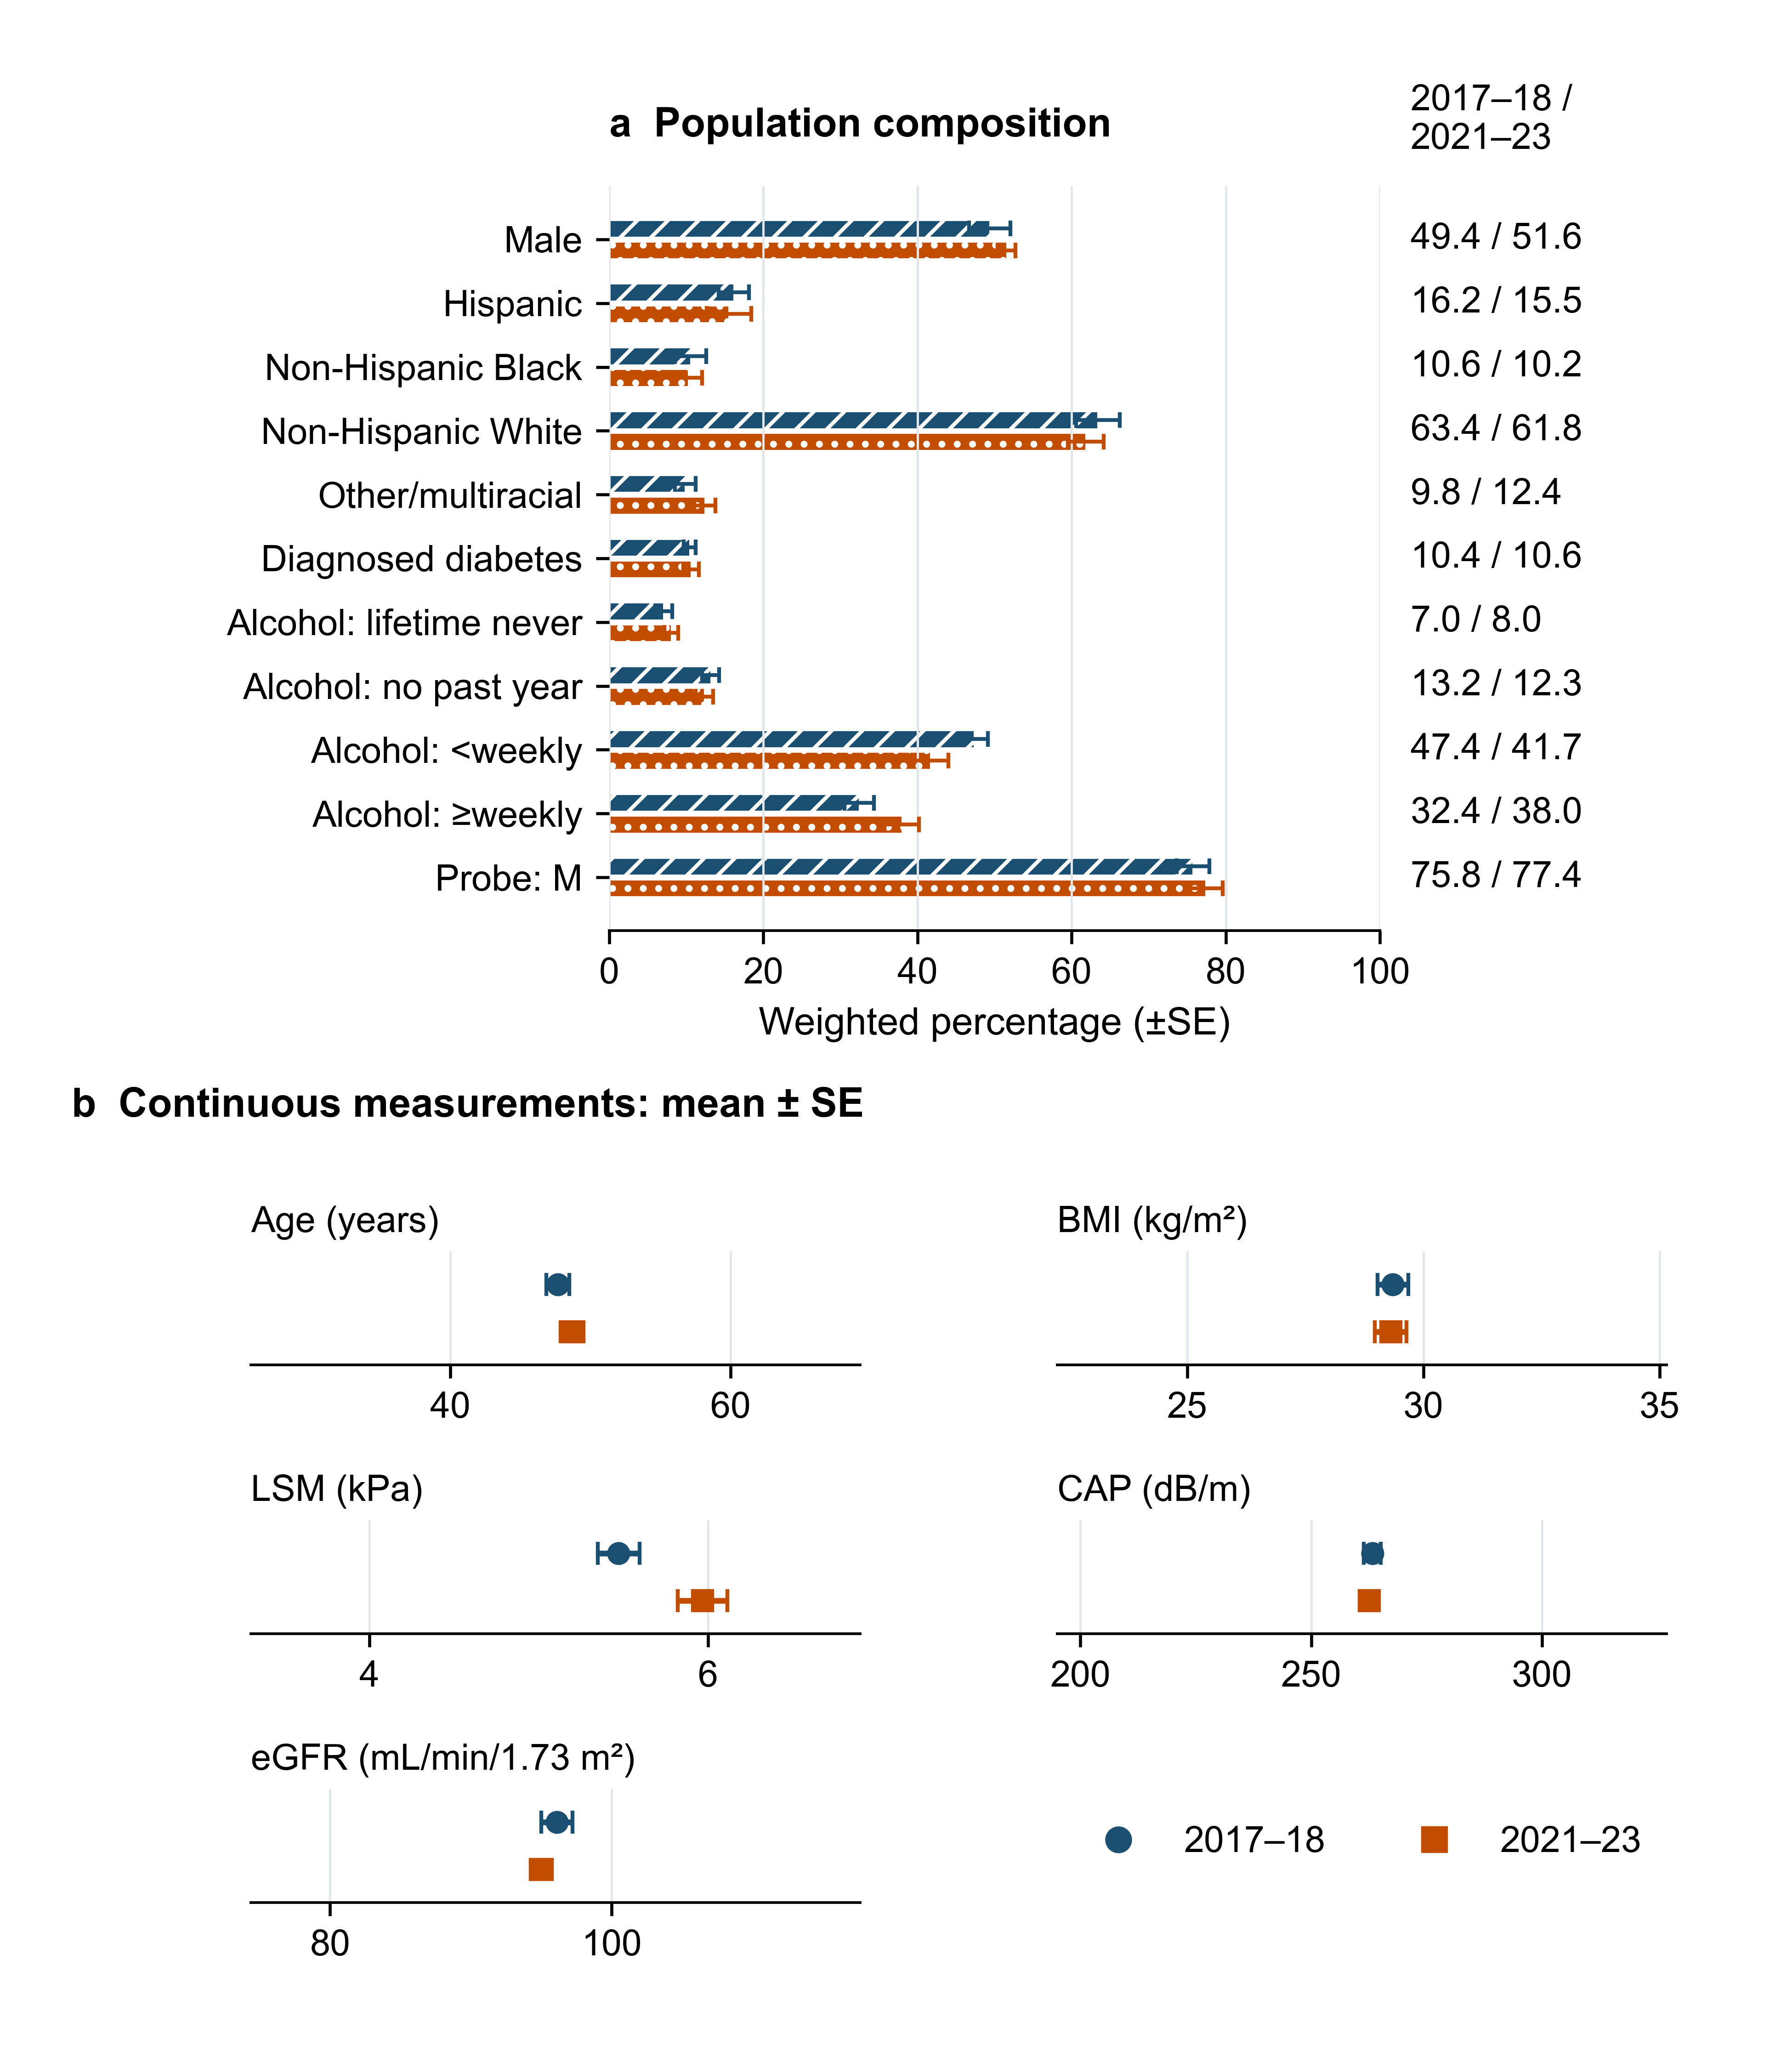 2017–18 /
2021–23
a Population composition
Male 49.4 / 51.6
Hispanic 16.2 / 15.5
Non-Hispanic Black 10.6 / 10.2
Non-Hispanic White 63.4 / 61.8
Other/multiracial 9.8 / 12.4
Diagnosed diabetes 10.4 / 10.6
Alcohol: lifetime never 7.0 / 8.0
Alcohol: no past year 13.2 / 12.3
Alcohol: <weekly 47.4 / 41.7
Alcohol: ≥weekly 32.4 / 38.0
Probe: M 75.8 / 77.4
0 20 40 60 80 100
Weighted percentage (±SE)
b Continuous measurements: mean ± SE
Age (years)
40 60
BMI (kg/m²)
25 30 35
LSM (kPa)
4 6
CAP (dB/m)
200 250 300
eGFR (mL/min/1.73 m²)
80 100
2017–18 2021–23